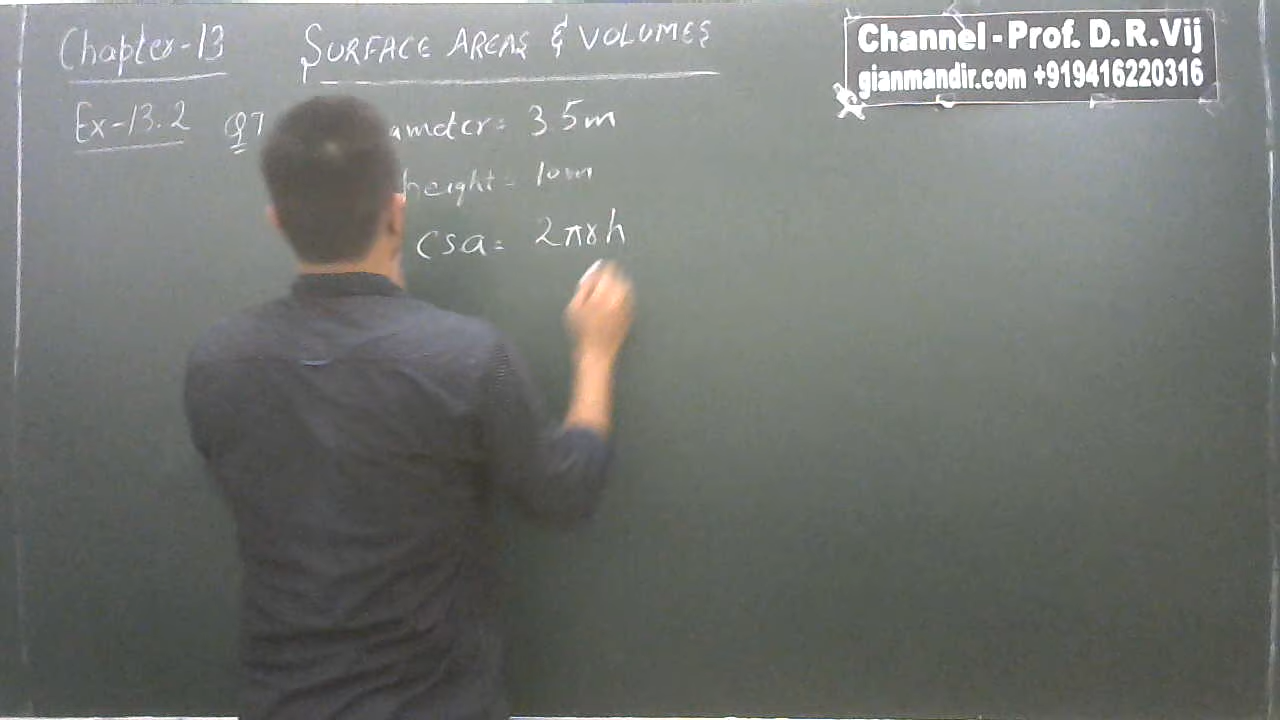 Chapter-13 SURFACE AREAS & VOLUMES
Channel - Prof. D. R. Vij
gianmandir.com +919416220316
Ex-13.2 Q7 ameter = 3.5m
height = 10m
CSA = 2πrh